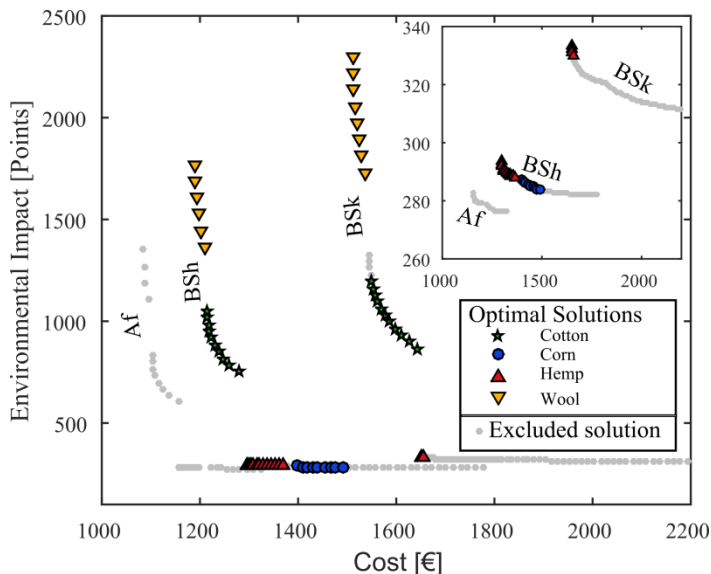 2500
2000
1500
1000
500
1000
1200
1400
1600
1800
2000
2200
Environmental Impact [Points]
Cost [€]
Af
BSh
BSk
340
320
300
280
260
1000
1500
2000
BSk
BSh
Af
Optimal Solutions
Cotton
Corn
Hemp
Wool
Excluded solution